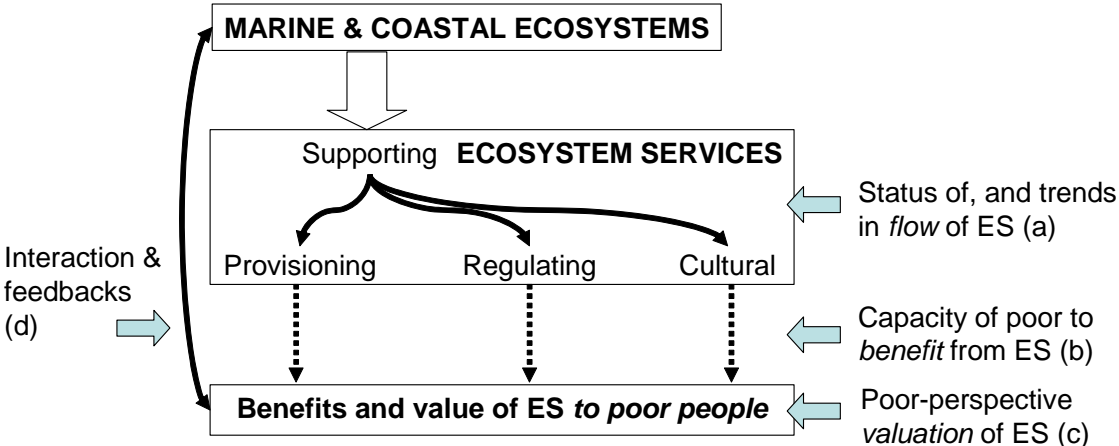 MARINE & COASTAL ECOSYSTEMS
Supporting ECOSYSTEM SERVICES
Provisioning Regulating Cultural
Benefits and value of ES to poor people
Interaction &
feedbacks
(d)
Status of, and trends
in flow of ES (a)
Capacity of poor to
benefit from ES (b)
Poor-perspective
valuation of ES (c)